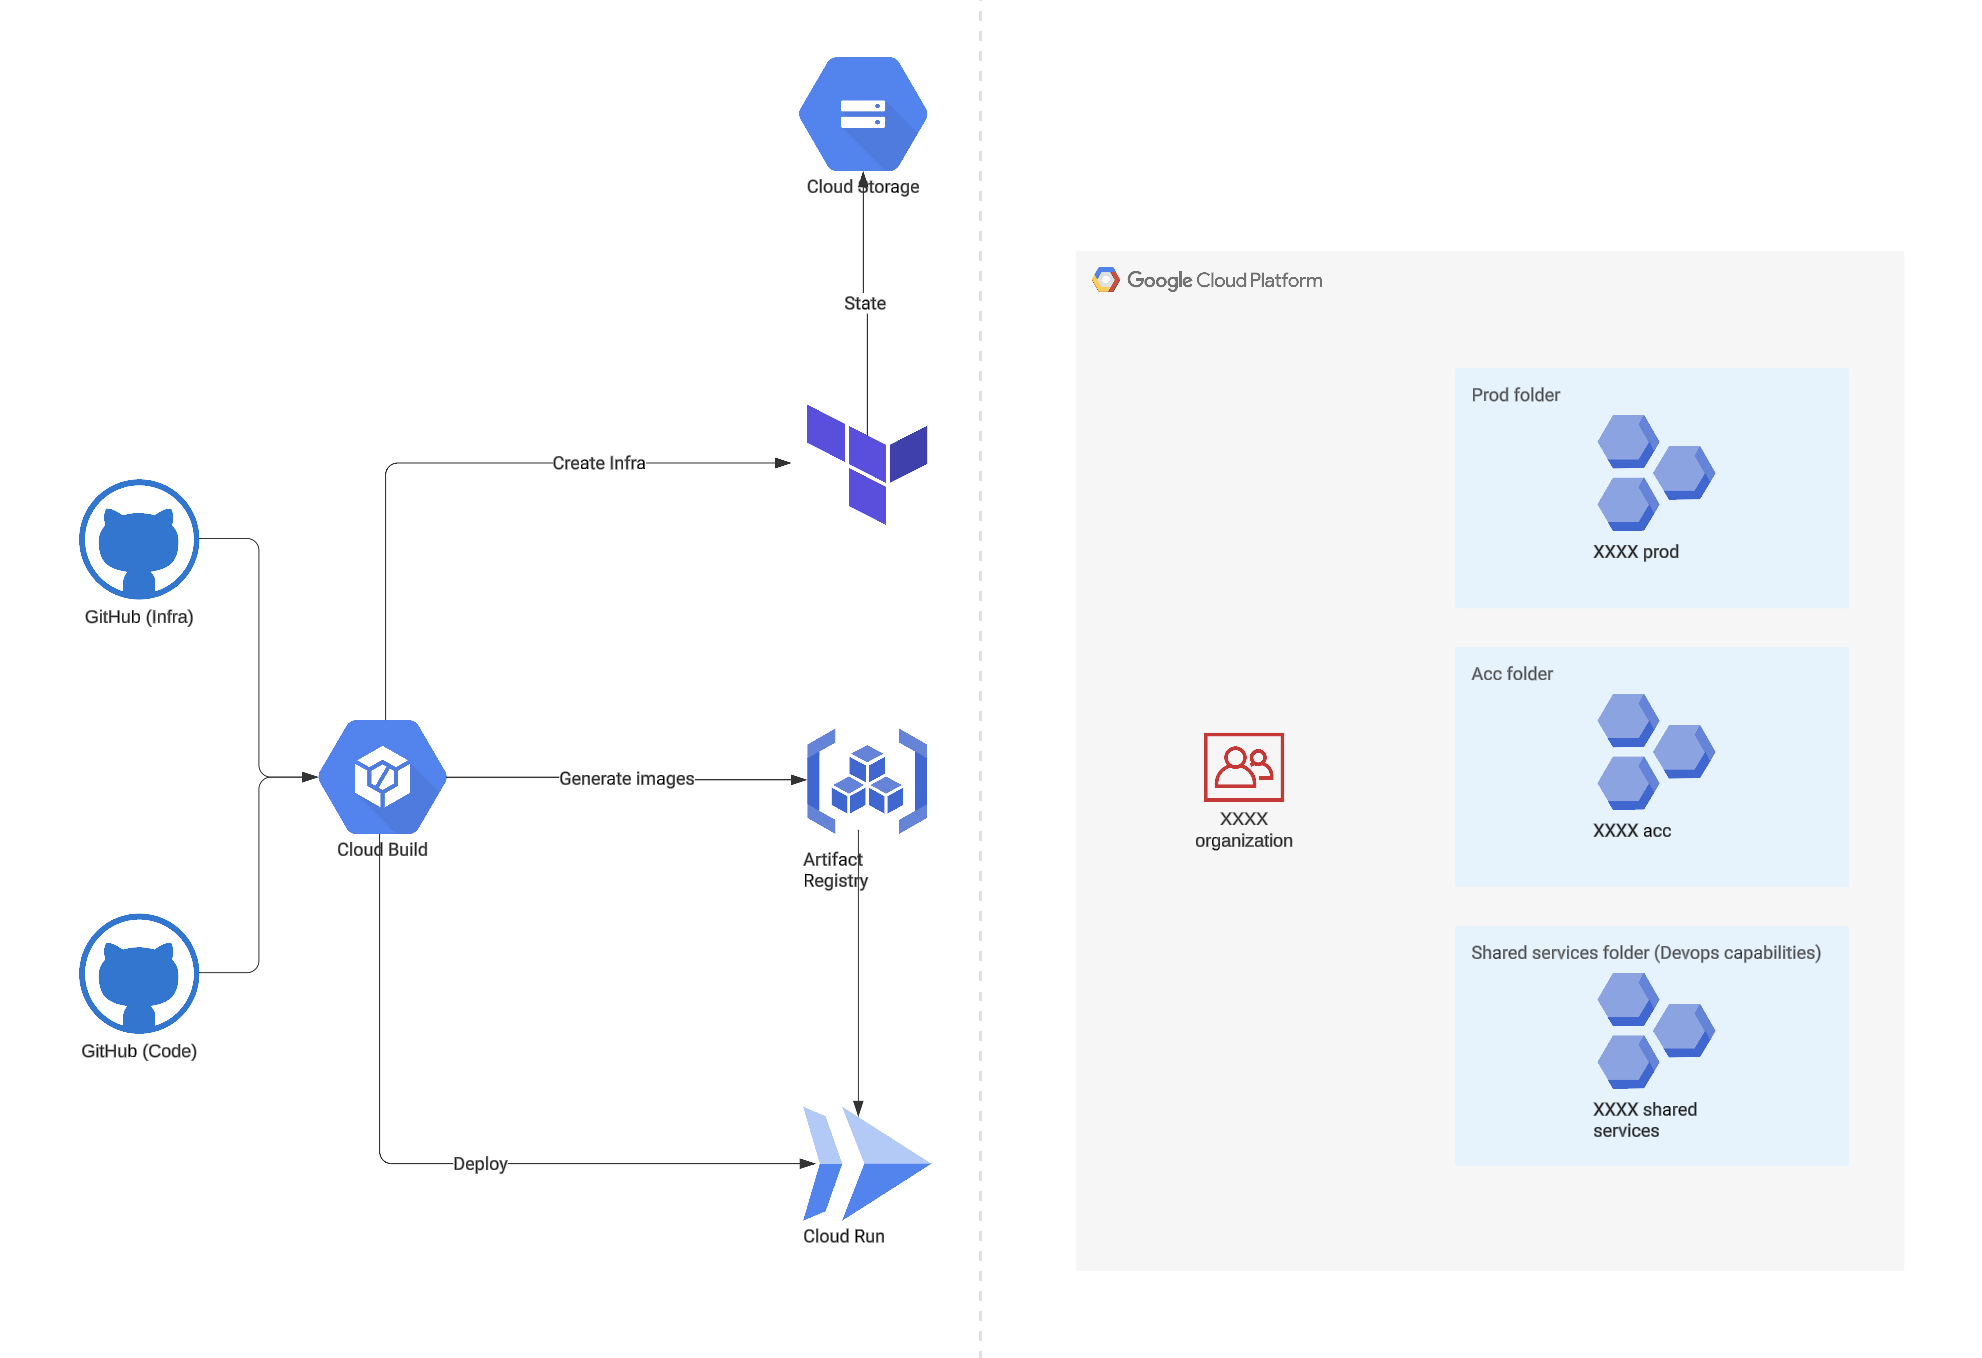 Cloud Storage
State
Create Infra
GitHub (Infra)
Generate images
Cloud Build
Artifact
Registry
GitHub (Code)
Deploy
Cloud Run
Google Cloud Platform
Prod folder
XXXX prod
Acc folder
XXXX acc
XXXX
organization
Shared services folder (Devops capabilities)
XXXX shared
services